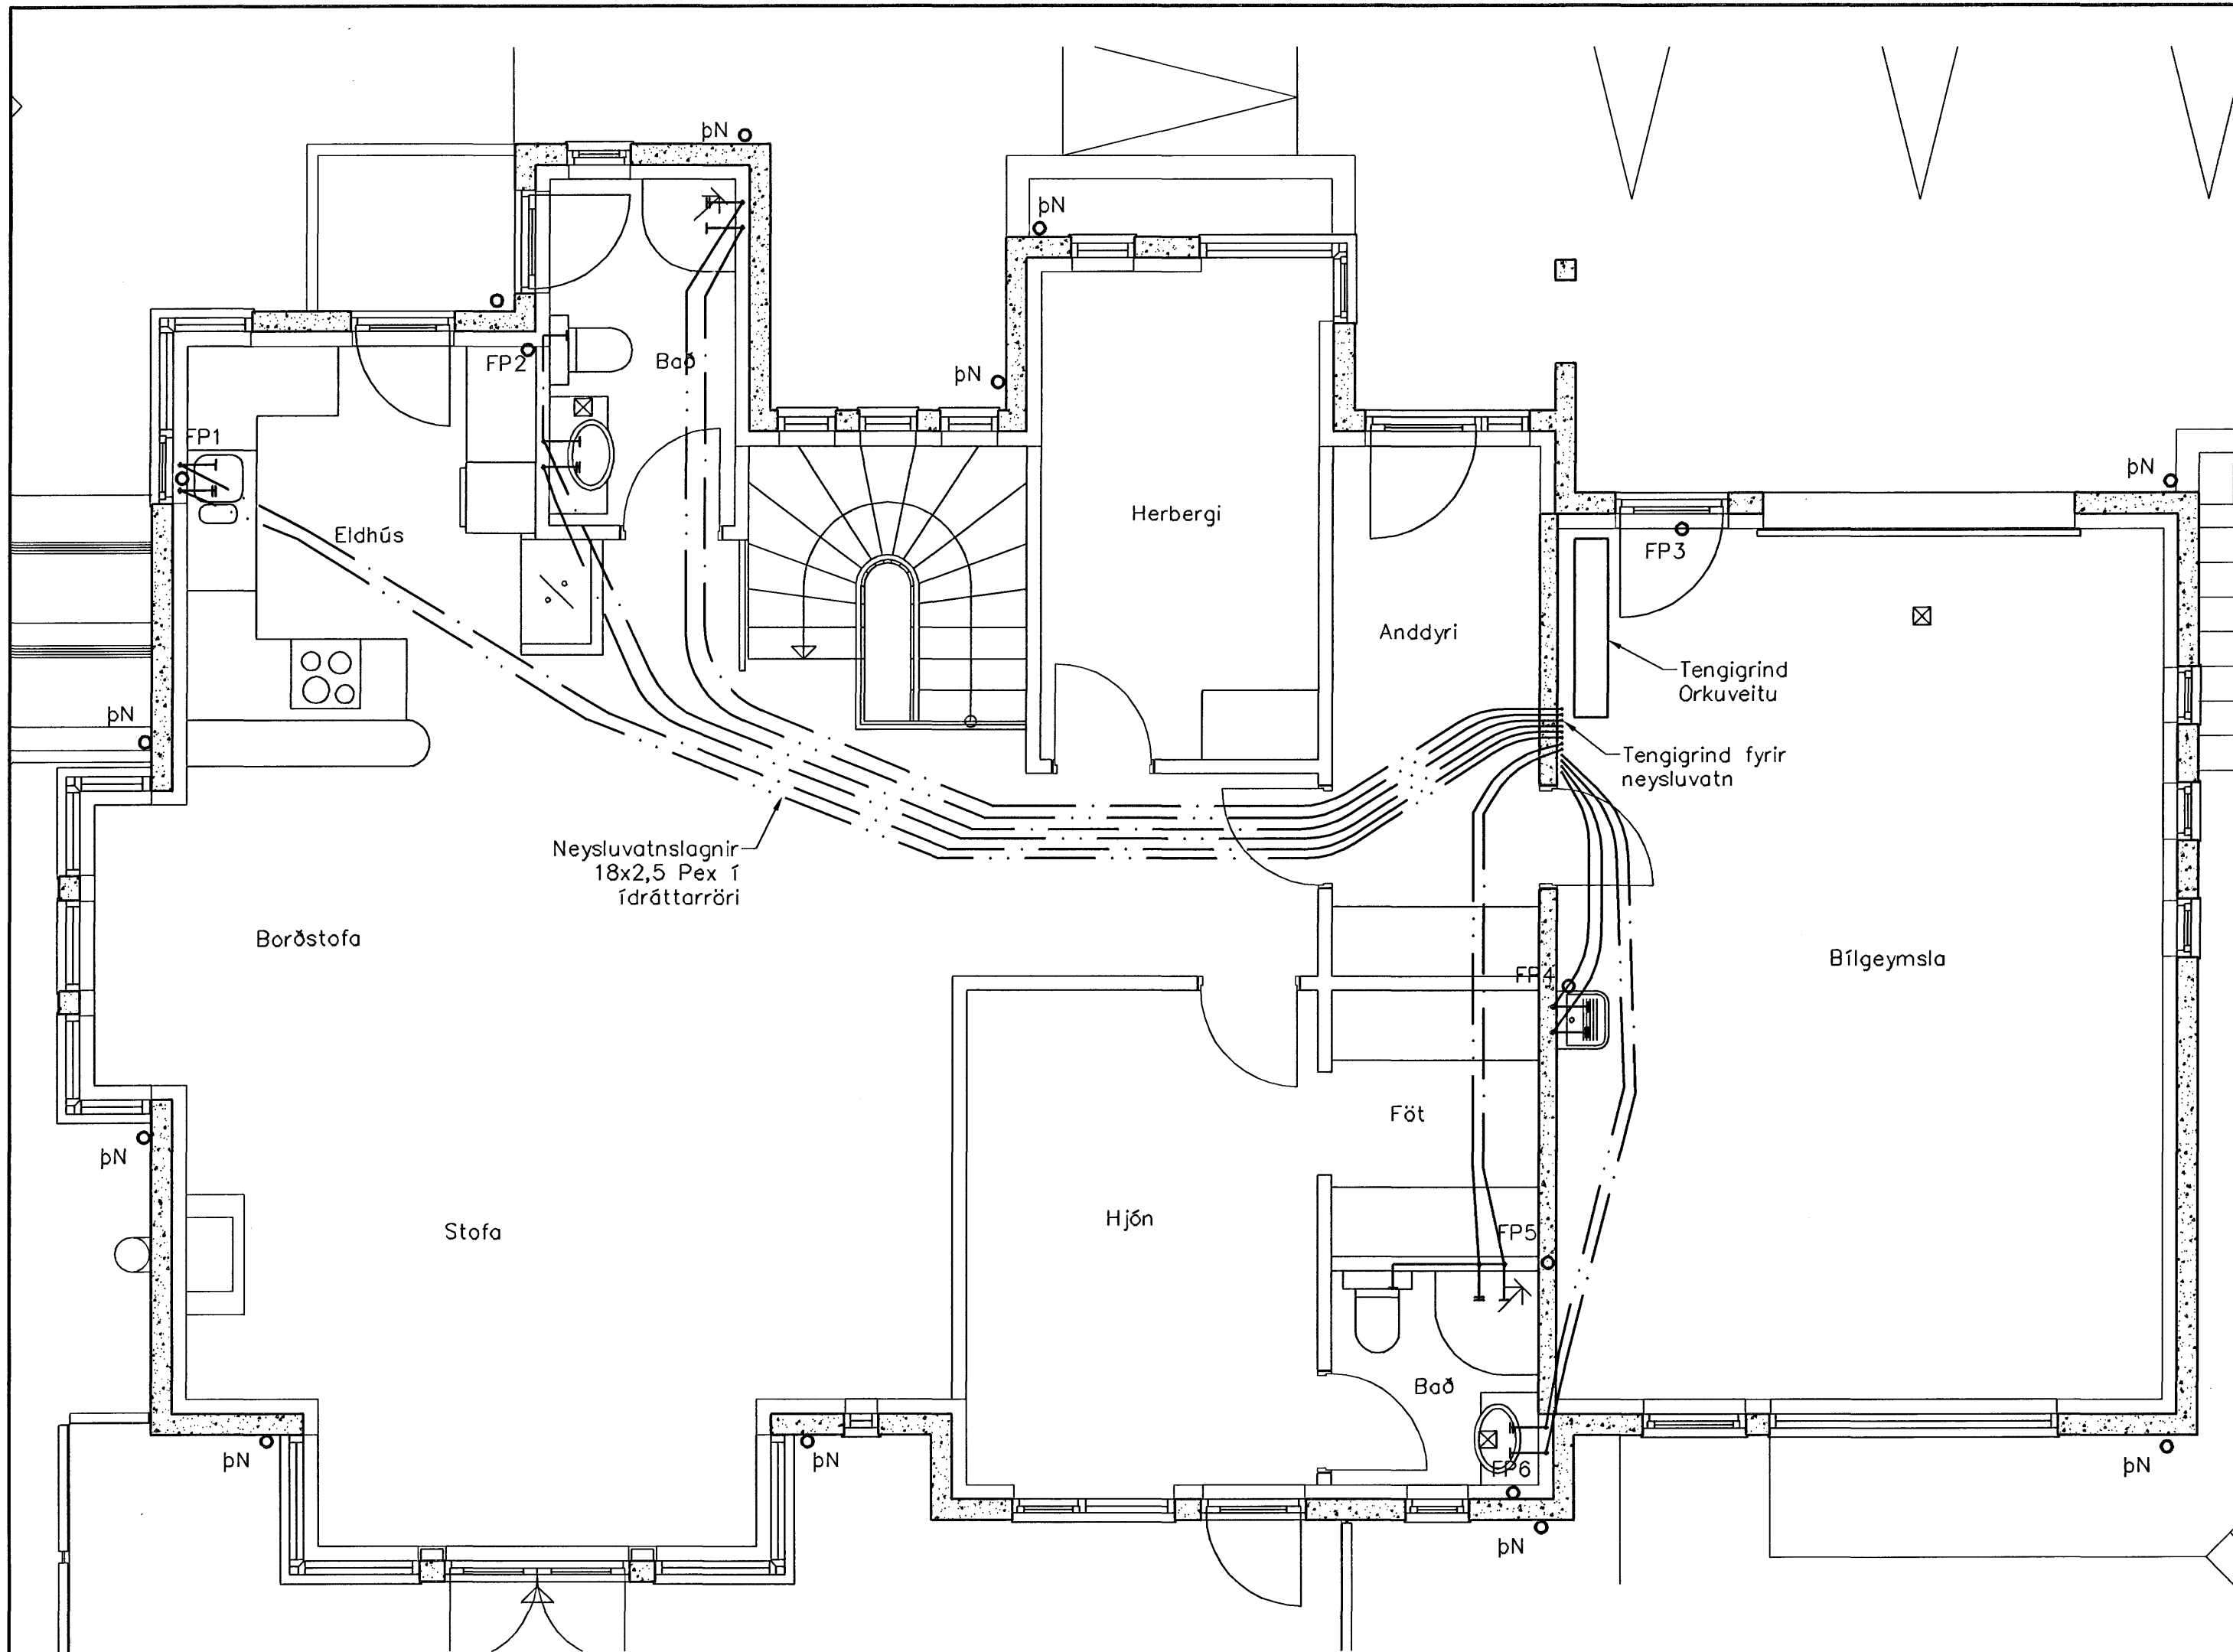 þN
þN
FP2
Bað
þN
FP1
þN
Herbergi
Eldhús
FP3
Anddyri
Tengigrind
Orkuveitu
þN
Tengigrind fyrir
neysluvatn
Neysluvatnslagnir
18x2,5 Pex í
ídráttarröri
Borðstofa
Bílgeymsla
FP4
Föt
þN
Hjón
Stofa
FP5
Bað
þN
þN
FP6
þN
þN